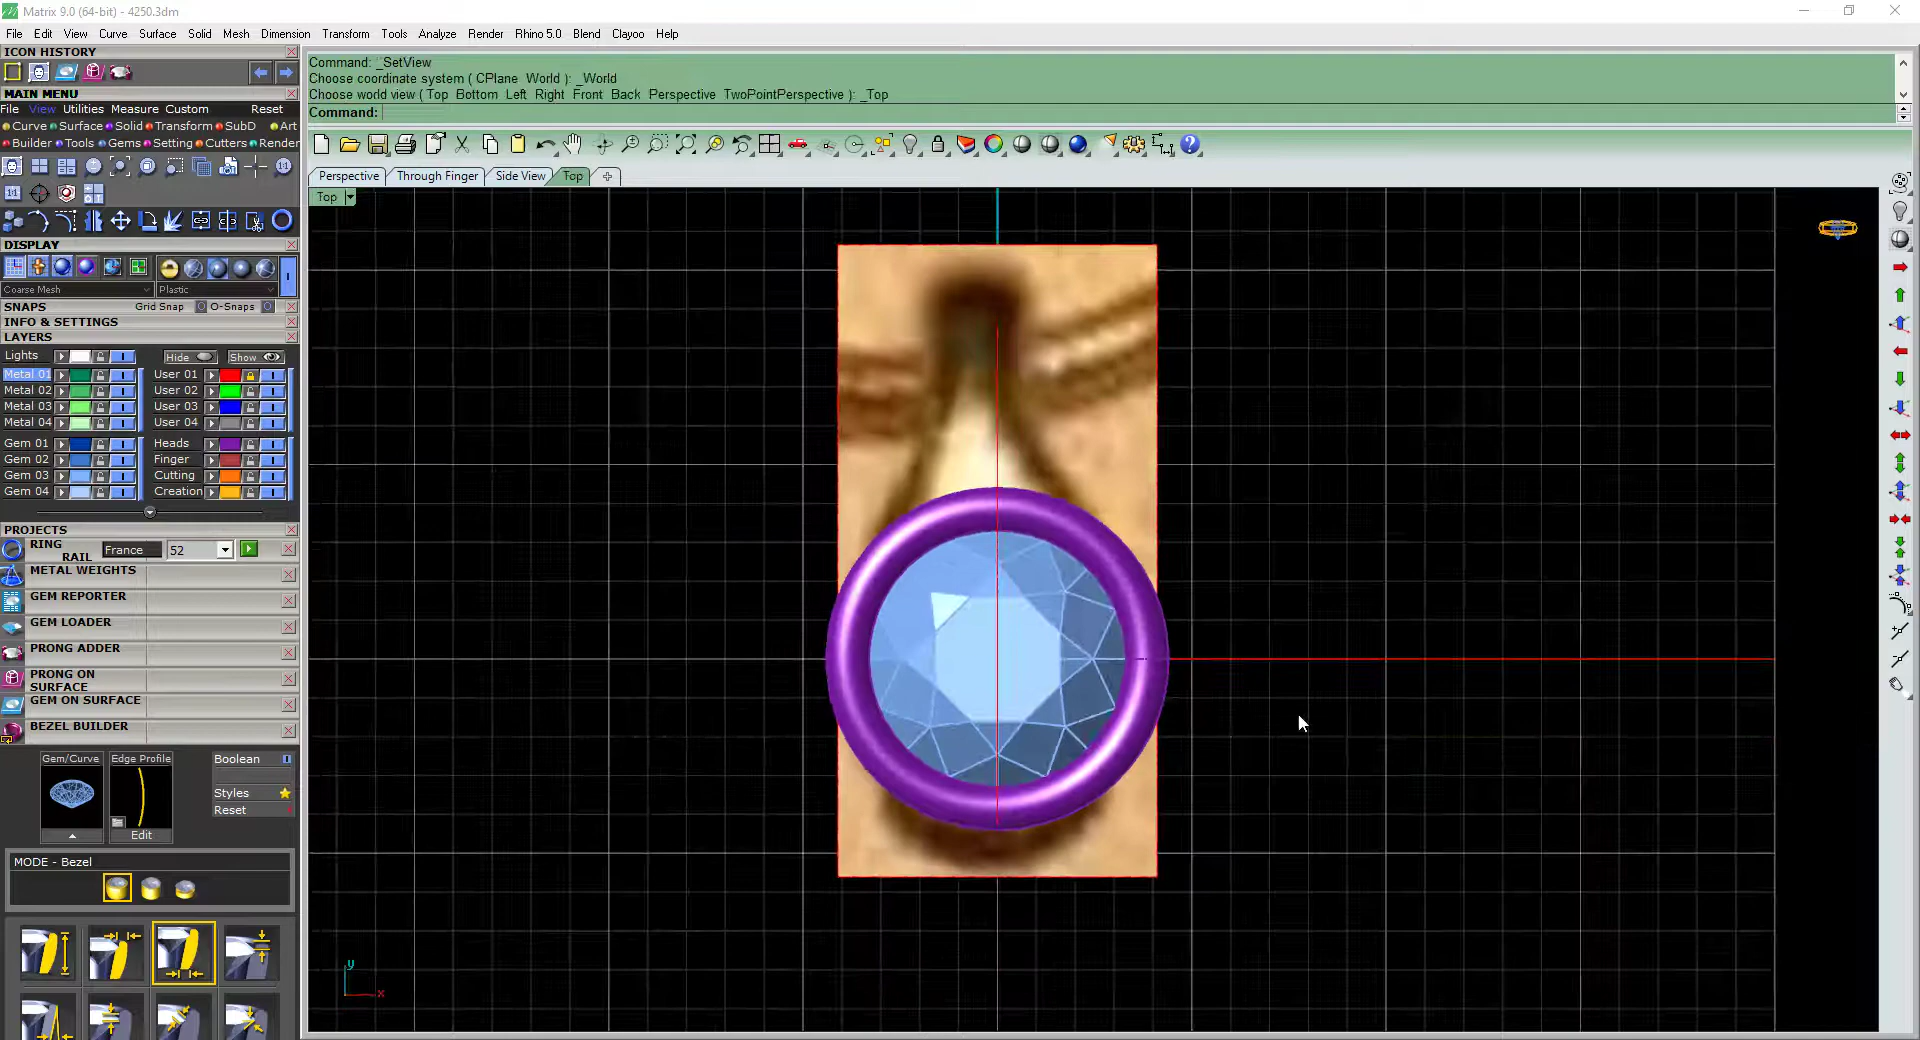 Matrix 9.0 (64-bit) - 4250.3dm
File Edit View Curve Surface Solid Mesh Dimension Transform Tools Analyze Render Rhino 5.0 Blend Clayoo Help
ICON HISTORY
MAIN MENU
File View Utilities Measure Custom Reset
Curve Surface Solid Transform SubD Art
Builder Tools Gems Setting Cutters Render
DISPLAY
Coarse Mesh Plastic
SNAPS Grid Snap O-Snaps
INFO & SETTINGS
LAYERS
Lights Hide Show
Metal 01 User 01
Metal 02 User 02
Metal 03 User 03
Metal 04 User 04
Gem 01 Heads
Gem 02 Finger
Gem 03 Cutting
Gem 04 Creation
PROJECTS
RING RAIL France 52
METAL WEIGHTS
GEM REPORTER
GEM LOADER
PRONG ADDER
PRONG ON SURFACE
GEM ON SURFACE
BEZEL BUILDER
Gem/Curve Edge Profile Boolean
Styles
Reset
Edit
MODE - Bezel
Command: _SetView
Choose coordinate system ( CPlane World ): _World
Choose world view ( Top Bottom Left Right Front Back Perspective TwoPointPerspective ): _Top
Command:
Perspective Through Finger Side View Top
Top
y
x